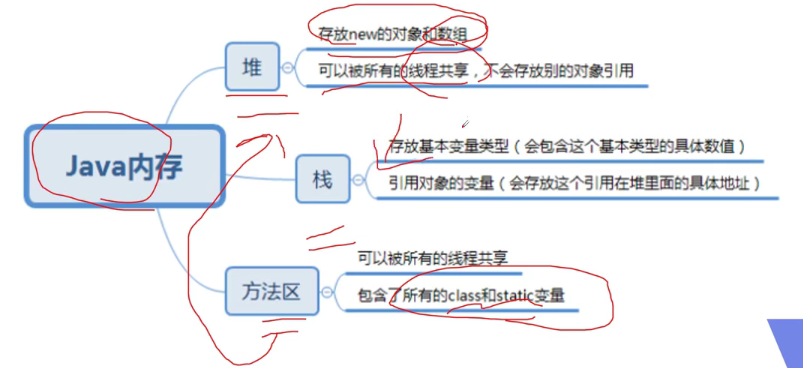 存放new的对象和数组
堆
可以被所有的线程共享，不会存放别的对象引用
Java内存
存放基本变量类型（会包含这个基本类型的具体数值）
栈
引用对象的变量（会存放这个引用在堆里面的具体地址）
可以被所有的线程共享
方法区
包含了所有的class和static变量